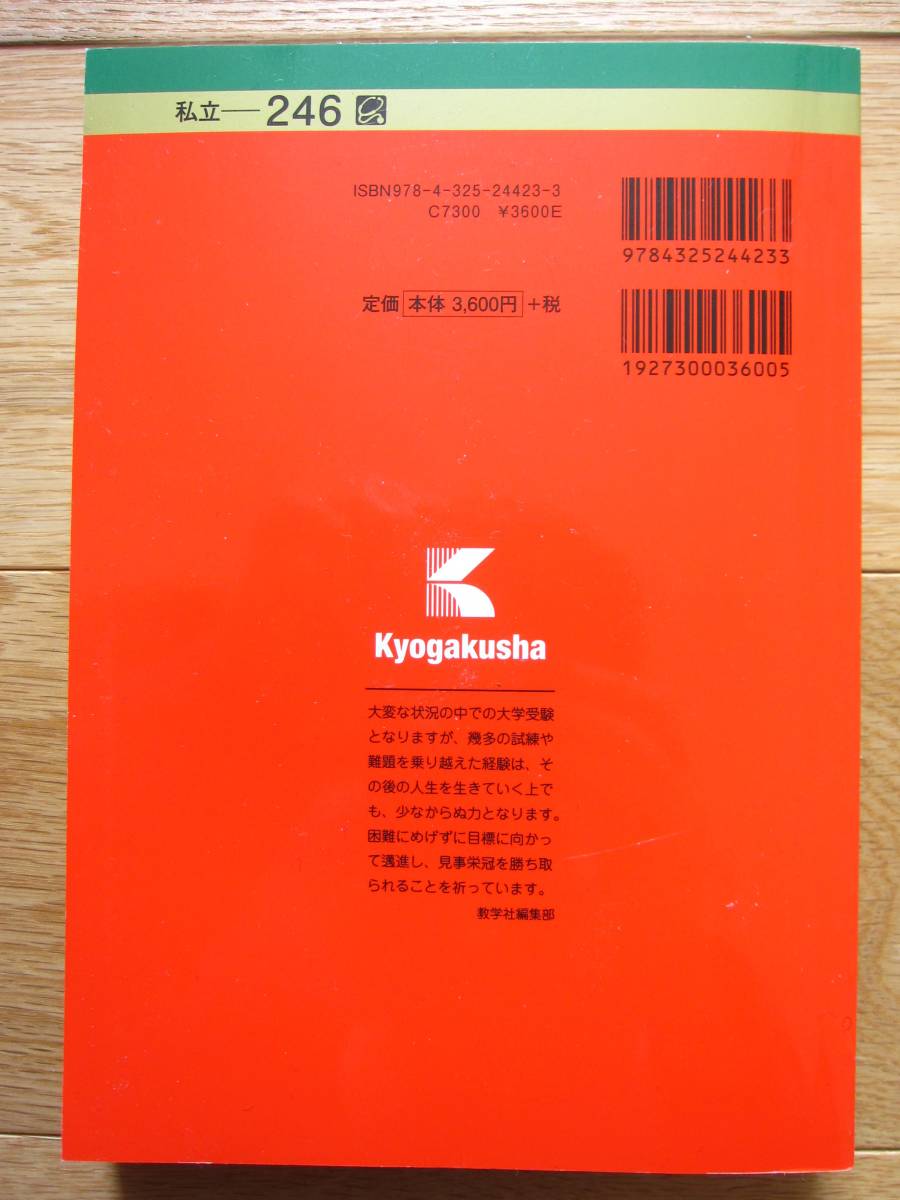 私立—246
ISBN978-4-325-24423-3
C7300 ¥3600E
9784325244233
定価 本体 3,600円 +税
1927300036005
Kyogakusha
大変な状況の中での大学受験
となりますが、幾多の試練や
難題を乗り越えた経験は、そ
の後の人生を生きていく上で
も、少なからぬ力となります。
困難にめげずに目標に向かっ
て邁進し、見事栄冠を勝ち取
られることを祈っています。
教学社編集部